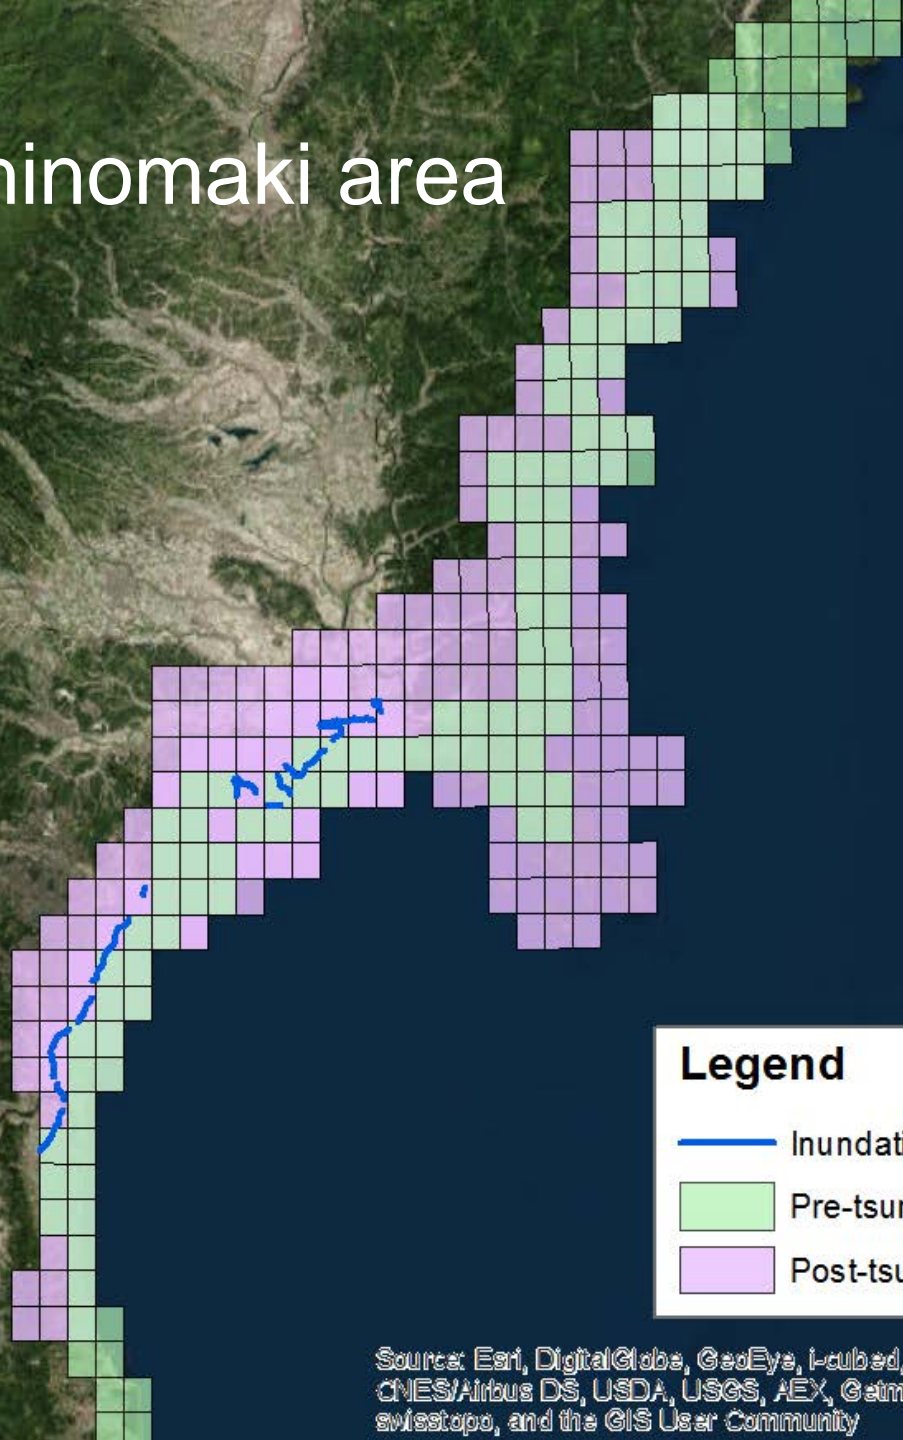 hinomaki area
Legend
Inundati
Pre-tsur
Post-tsu
Source: Esri, DigitalGlobe, GeoEye, i-cubed,
CNES/Airbus DS, USDA, USGS, AEX, Getm
swisstopo, and the GIS User Community